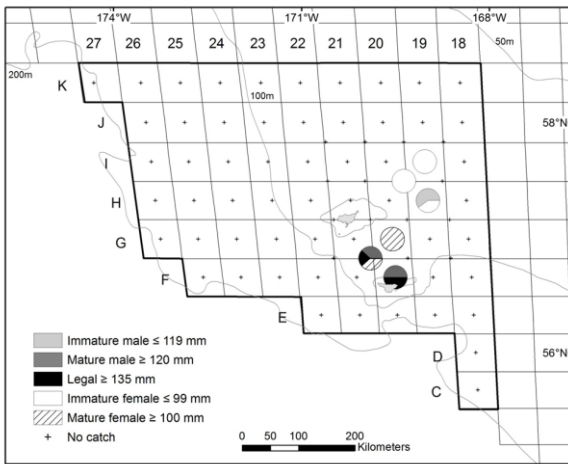 174°W 171°W 168°W
27 26 25 24 23 22 21 20 19 18
50m
200m
K
100m
J
58°N
I
H
G
F
E
Immature male ≤ 119 mm
Mature male ≥ 120 mm
Legal ≥ 135 mm
Immature female ≤ 99 mm
Mature female ≥ 100 mm
No catch
D
56°N
C
0 50 100 200
Kilometers